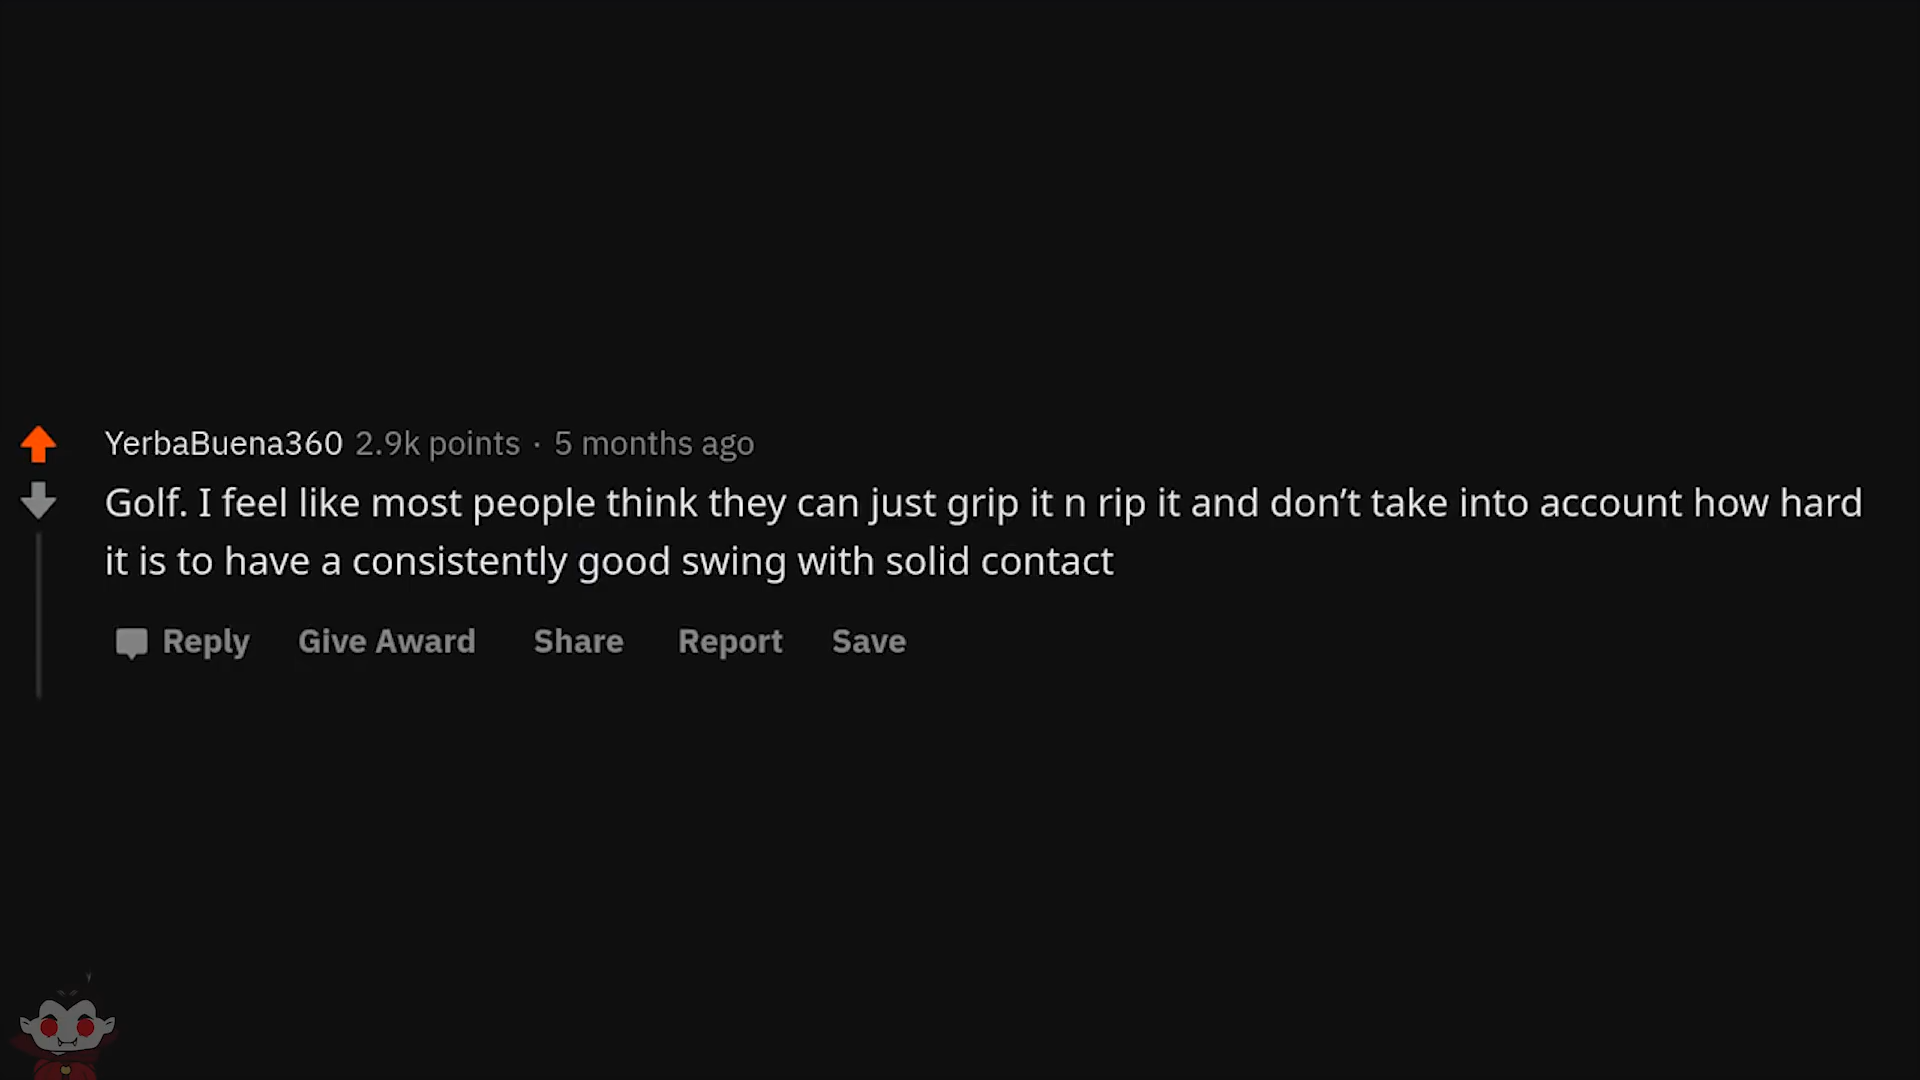 YerbaBuena360 2.9k points · 5 months ago
Golf. I feel like most people think they can just grip it n rip it and don’t take into account how hard
it is to have a consistently good swing with solid contact
Reply Give Award Share Report Save